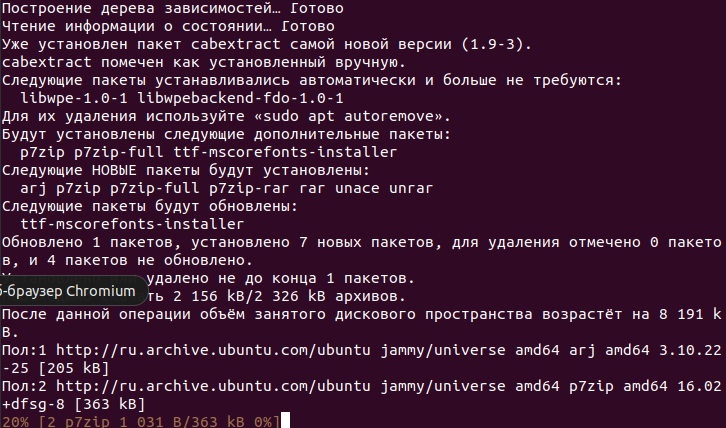 Построение дерева зависимостей… Готово
Чтение информации о состоянии… Готово
Уже установлен пакет cabextract самой новой версии (1.9-3).
cabextract помечен как установленный вручную.
Следующие пакеты устанавливались автоматически и больше не требуются:
libwpe-1.0-1 libwpebackend-fdo-1.0-1
Для их удаления используйте «sudo apt autoremove».
Будут установлены следующие дополнительные пакеты:
p7zip p7zip-full ttf-mscorefonts-installer
Следующие НОВЫЕ пакеты будут установлены:
arj p7zip p7zip-full p7zip-rar rar unace unrar
Следующие пакеты будут обновлены:
ttf-mscorefonts-installer
Обновлено 1 пакетов, установлено 7 новых пакетов, для удаления отмечено 0 пакето
в, и 4 пакетов не обновлено.
удалено не до конца 1 пакетов.
б-браузер Chromium
ть 2 156 kB/2 326 kB архивов.
После данной операции объём занятого дискового пространства возрастёт на 8 191 k
B.
Пол:1 http://ru.archive.ubuntu.com/ubuntu jammy/universe amd64 arj amd64 3.10.22
-25 [205 kB]
Пол:2 http://ru.archive.ubuntu.com/ubuntu jammy/universe amd64 p7zip amd64 16.02
+dfsg-8 [363 kB]
20% [2 p7zip 1 031 B/363 kB 0%]